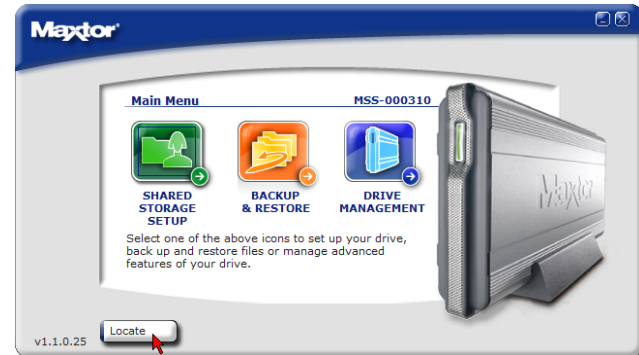 Maxtor
Main Menu MSS-000310
SHARED STORAGE SETUP
BACKUP & RESTORE
DRIVE MANAGEMENT
Select one of the above icons to set up your drive,
back up and restore files or manage advanced
features of your drive.
Maxtor
Locate
v1.1.0.25